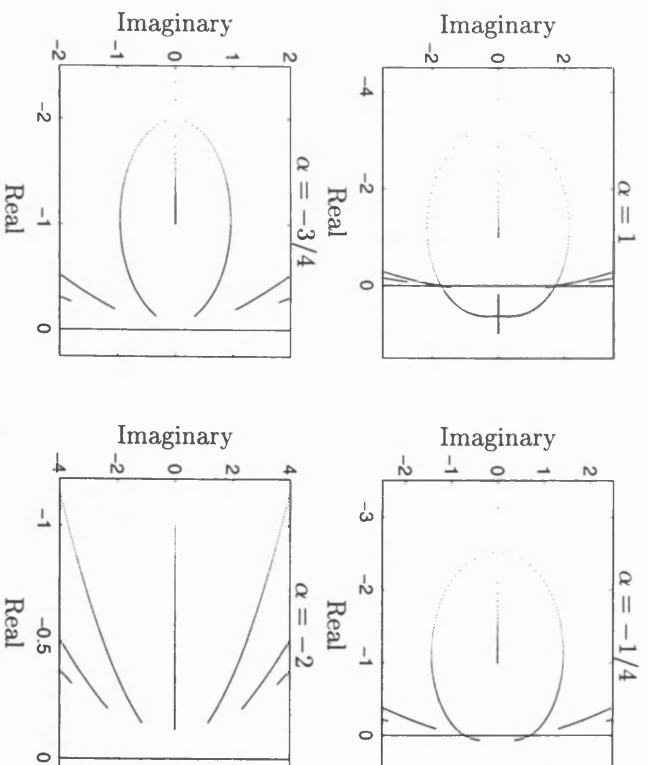 α = 1
Imaginary
-2 0 2
-4 -2 0
Real
α = -1/4
Imaginary
-2 -1 0 1 2
-3 -2 -1 0
Real
α = -3/4
Imaginary
-2 -1 0 1 2
-2 -1 0
Real
α = -2
Imaginary
-4 -2 0 2 4
-1 -0.5 0
Real